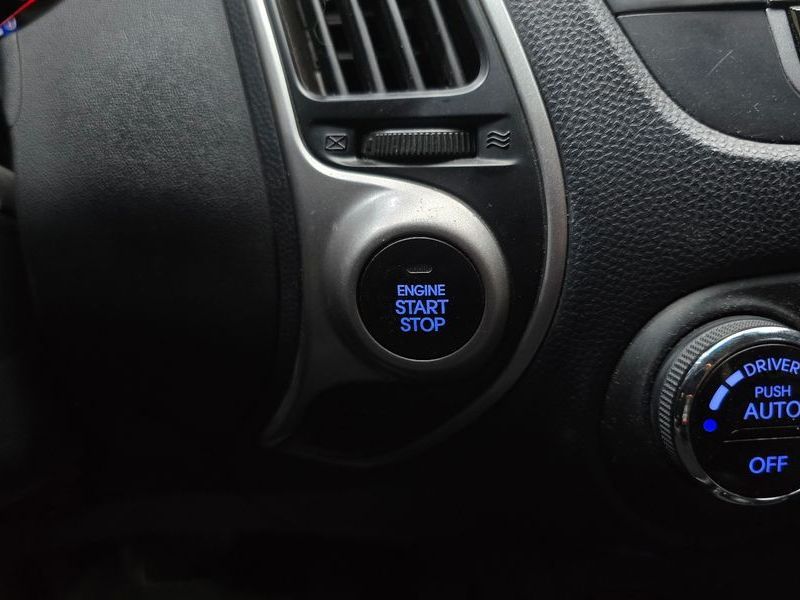 ENGINE
START
STOP
DRIVER
PUSH
AUTO
OFF